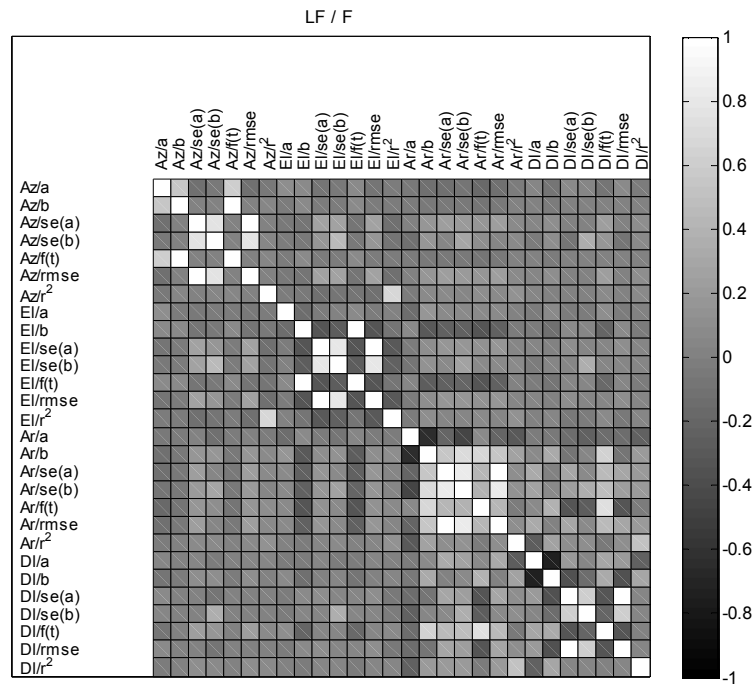 LF / F
Az/a
Az/b
Az/se(a)
Az/se(b)
Az/f(t)
Az/rmse
Az/r²
El/a
El/b
El/se(a)
El/se(b)
El/f(t)
El/rmse
El/r²
Ar/a
Ar/b
Ar/se(a)
Ar/se(b)
Ar/f(t)
Ar/rmse
Ar/r²
Dl/a
Dl/b
Dl/se(a)
Dl/se(b)
Dl/f(t)
Dl/rmse
Dl/r²
Az/a
Az/b
Az/se(a)
Az/se(b)
Az/f(t)
Az/rmse
Az/r²
El/a
El/b
El/se(a)
El/se(b)
El/f(t)
El/rmse
El/r²
Ar/a
Ar/b
Ar/se(a)
Ar/se(b)
Ar/f(t)
Ar/rmse
Ar/r²
Dl/a
Dl/b
Dl/se(a)
Dl/se(b)
Dl/f(t)
Dl/rmse
Dl/r²
1
0.8
0.6
0.4
0.2
0
-0.2
-0.4
-0.6
-0.8
-1